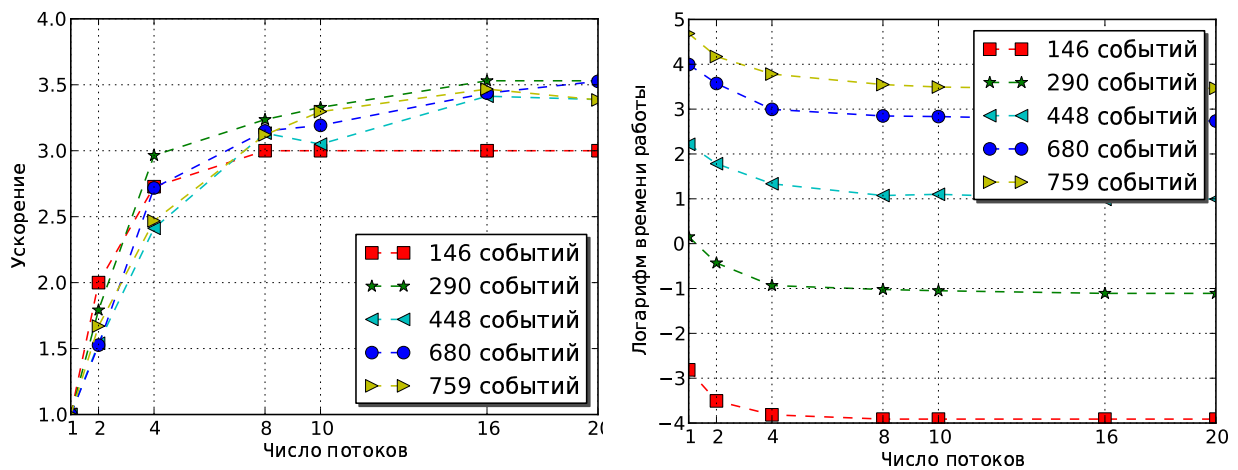 4.0
3.5
3.0
2.5
2.0
1.5
1.0
Ускорение
146 событий
290 событий
448 событий
680 событий
759 событий
1 2 4 8 10 16 20
Число потоков
5
4
3
2
1
0
−1
−2
−3
−4
Логарифм времени работы
146 событий
290 событий
448 событий
680 событий
759 событий
1 2 4 8 10 16 20
Число потоков